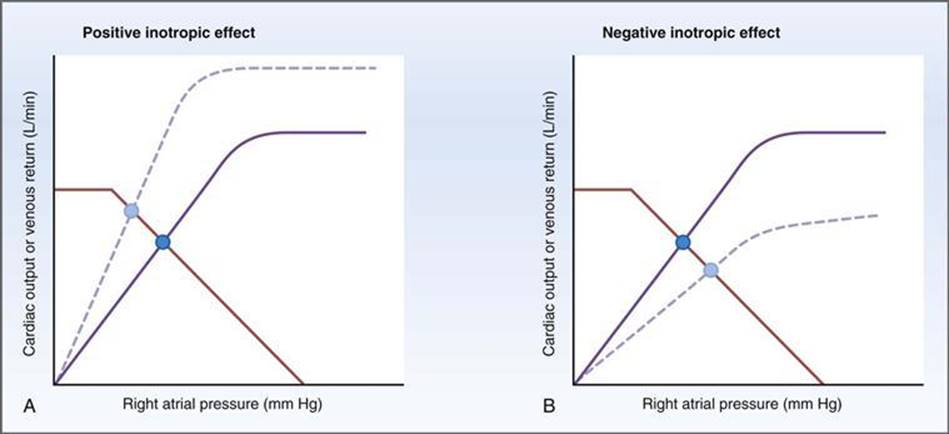 Positive inotropic effect
Cardiac output or venous return (L/min)
A
Right atrial pressure (mm Hg)
Negative inotropic effect
Cardiac output or venous return (L/min)
B
Right atrial pressure (mm Hg)